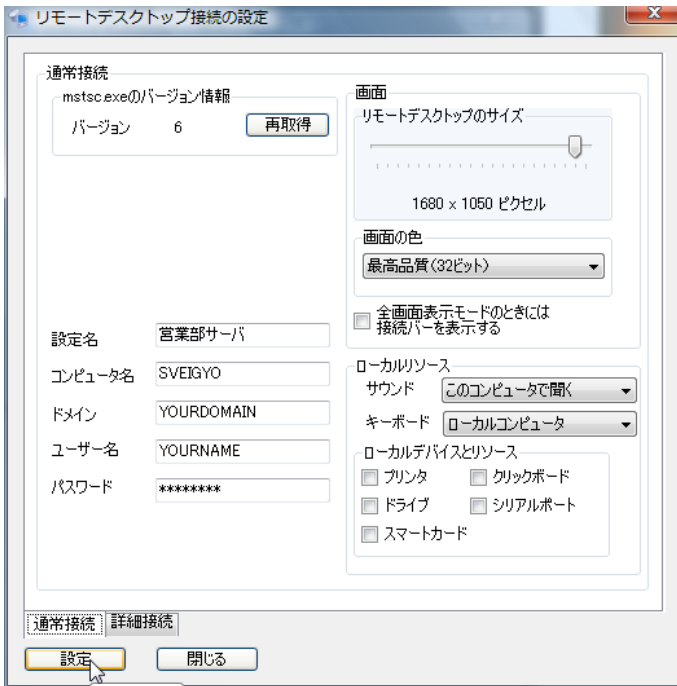 リモートデスクトップ接続の設定
通常接続
mstsc.exeのバージョン情報
バージョン 6 再取得
設定名 営業部サーバ
コンピュータ名 SVEIGYO
ドメイン YOURDOMAIN
ユーザー名 YOURNAME
パスワード ********
画面
リモートデスクトップのサイズ
1680 x 1050 ピクセル
画面の色
最高品質(32ビット)
全画面表示モードのときには
接続バーを表示する
ローカルリソース
サウンド このコンピュータで聞く
キーボード ローカルコンピュータ
ローカルデバイスとリソース
プリンタ クリックボード
ドライブ シリアルポート
スマートカード
通常接続 詳細接続
設定 閉じる